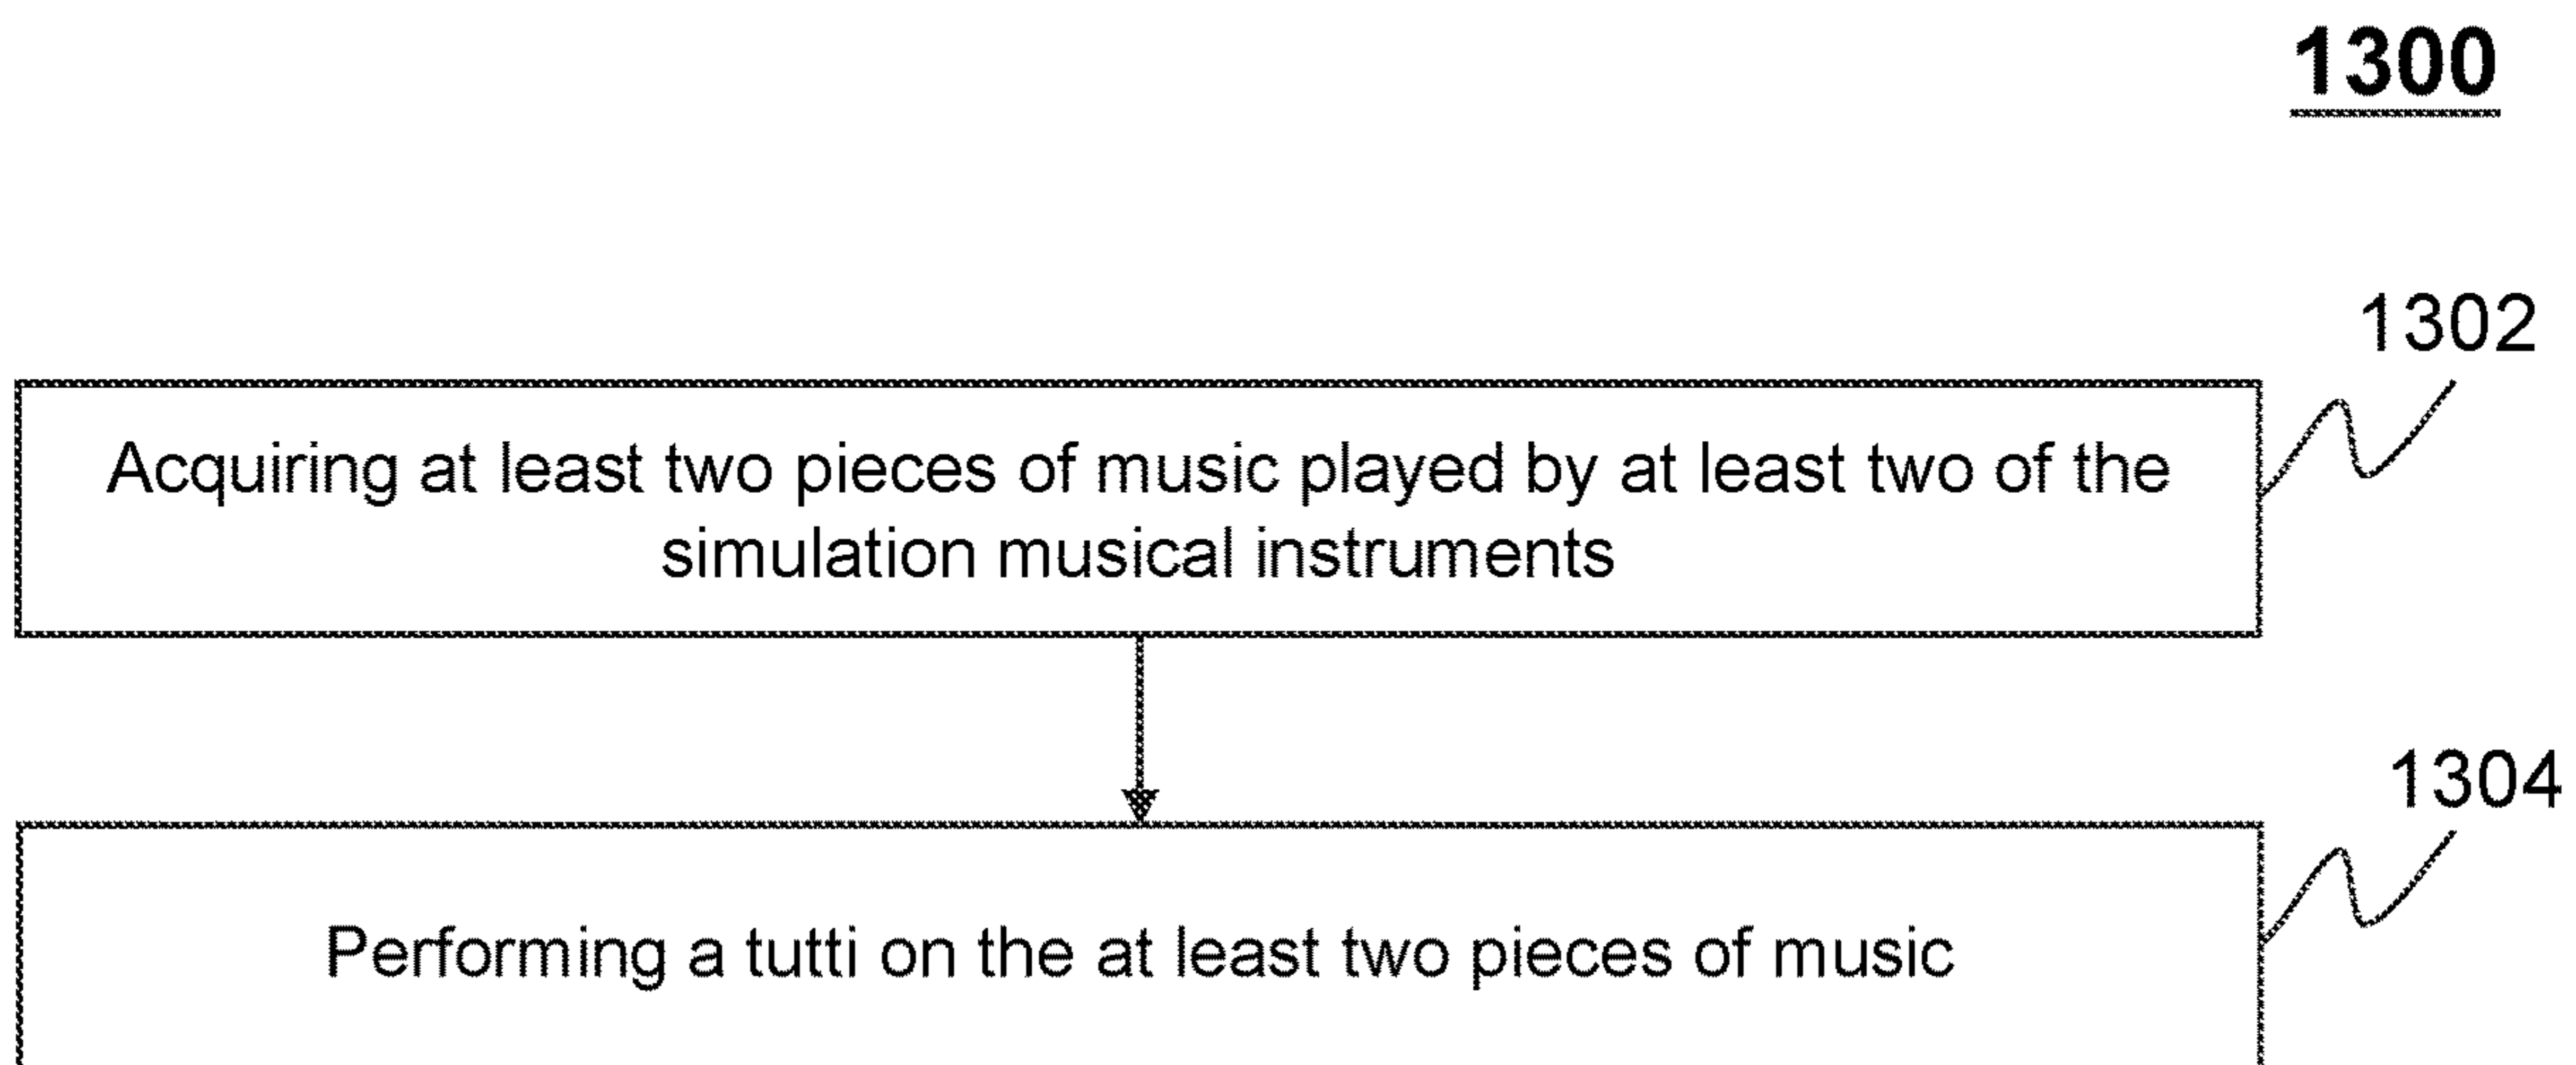 1300
1302
Acquiring at least two pieces of music played by at least two of the
simulation musical instruments
1304
Performing a tutti on the at least two pieces of music